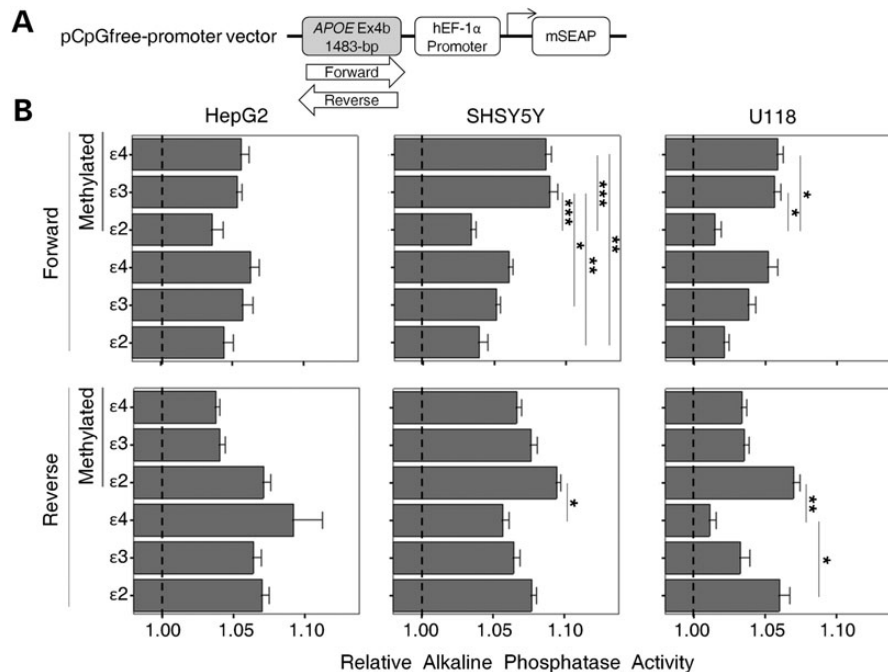 A
pCpGfree-promoter vector
APOE Ex4b
1483-bp
hEF-1α
Promoter
mSEAP
Forward
Reverse
B
HepG2
SHSY5Y
U118
Forward
Methylated
ε4
ε3
ε2
ε4
ε3
ε2
***
*
**
***
**
*
*
Reverse
Methylated
ε4
ε3
ε2
ε4
ε3
ε2
*
**
*
1.00 1.05 1.10
1.00 1.05 1.10
1.00 1.05 1.10
Relative Alkaline Phosphatase Activity